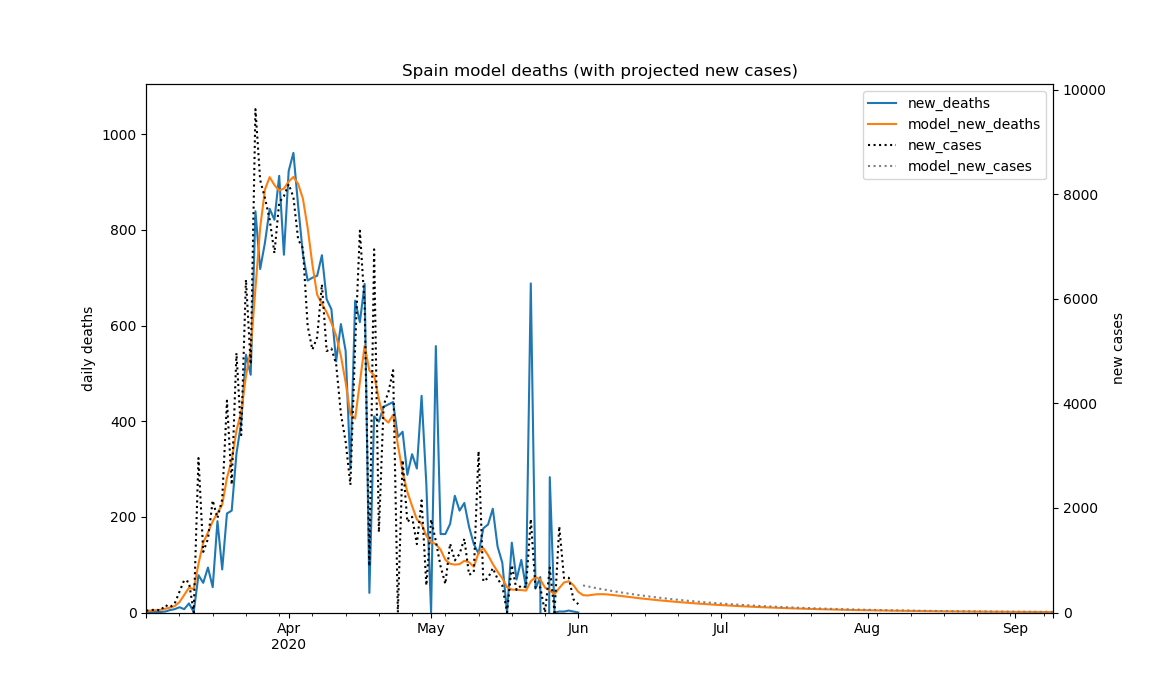 Spain model deaths (with projected new cases)
new_deaths
model_new_deaths
new_cases
model_new_cases
daily deaths
1000
800
600
400
200
0
new cases
10000
8000
6000
4000
2000
0
Apr
2020
May
Jun
Jul
Aug
Sep